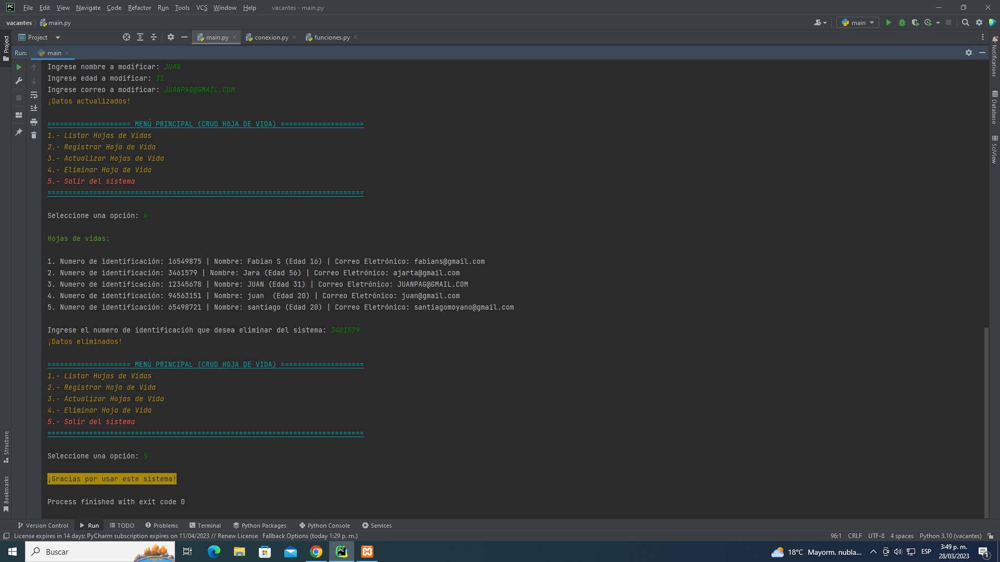 PC File Edit View Navigate Code Refactor Run Tools VCS Window Help vacantes - main.py
vacantes main.py main
Project main.py conexion.py funciones.py
Run: main
Project
Notifications
Database
SciView
Structure
Bookmarks
Ingrese nombre a modificar: JUAN
Ingrese edad a modificar: 31
Ingrese correo a modificar: JUANPAG@GMAIL.COM
¡Datos actualizados!
==================== MENÚ PRINCIPAL (CRUD HOJA DE VIDA) ====================
1.- Listar Hojas de Vidas
2.- Registrar Hoja de Vida
3.- Actualizar Hojas de Vida
4.- Eliminar Hoja de Vida
5.- Salir del sistema
============================================================================
Seleccione una opción: 4
Hojas de vidas:
1. Numero de identificación: 16549875 | Nombre: Fabian S (Edad 16) | Correo Eletrónico: fabians@gmail.com
2. Numero de identificación: 3461579 | Nombre: Jara (Edad 56) | Correo Eletrónico: ajarta@gmail.com
3. Numero de identificación: 12345678 | Nombre: JUAN (Edad 31) | Correo Eletrónico: JUANPAG@GMAIL.COM
4. Numero de identificación: 94563151 | Nombre: juan  (Edad 20) | Correo Eletrónico: juan@gmail.com
5. Numero de identificación: 65498721 | Nombre: santiago (Edad 20) | Correo Eletrónico: santiagomoyano@gmail.com
Ingrese el numero de identificacióh que desea eliminar del sistema: 3461579
¡Datos eliminados!
==================== MENÚ PRINCIPAL (CRUD HOJA DE VIDA) ====================
1.- Listar Hojas de Vidas
2.- Registrar Hoja de Vida
3.- Actualizar Hojas de Vida
4.- Eliminar Hoja de Vida
5.- Salir del sistema
============================================================================
Seleccione una opción: 5
¡Gracias por usar este sistema!
Process finished with exit code 0
Version Control Run TODO Problems Terminal Python Packages Python Console Services
License expires in 14 days: PyCharm subscription expires on 11/04/2023 // Renew License Fallback Options (today 1:29 p. m.) 96:1 CRLF UTF-8 4 spaces Python 3.10 (vacantes)
Buscar PC 18°C Mayorm. nubla... ESP 3:49 p. m.
28/03/2023 1